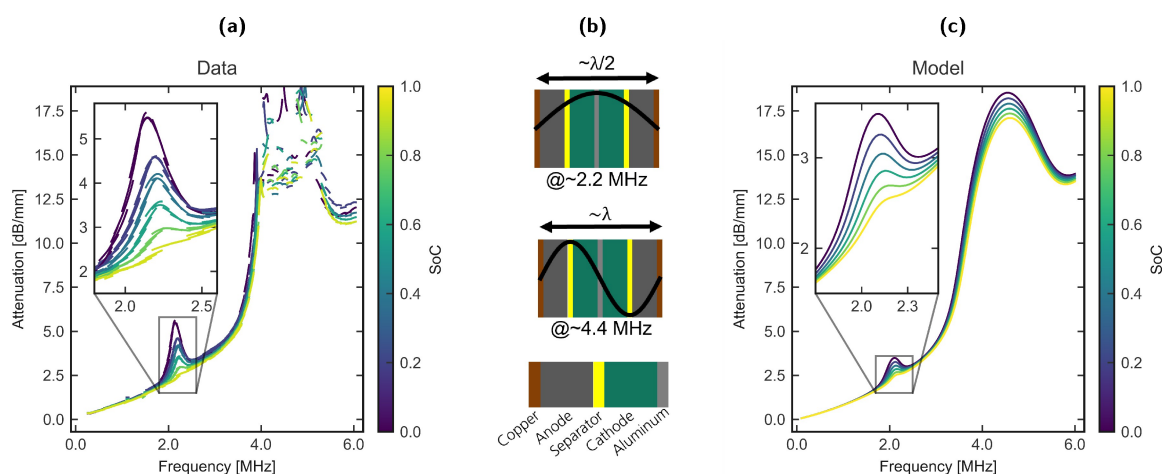 (a)
Data
17.5
15.0
12.5
10.0
7.5
5.0
2.5
0.0
Attenuation [dB/mm]
5
4
3
2
2.0
2.5
0.0
2.0
4.0
6.0
Frequency [MHz]
1.0
0.8
0.6
0.4
0.2
0.0
SoC
(b)
~λ/2
@~2.2 MHz
~λ
@~4.4 MHz
Copper
Anode
Separator
Cathode
Aluminum
(c)
Model
17.5
15.0
12.5
10.0
7.5
5.0
2.5
0.0
Attenuation [dB/mm]
3
2
2.0
2.3
0.0
2.0
4.0
6.0
Frequency [MHz]
1.0
0.8
0.6
0.4
0.2
0.0
SoC